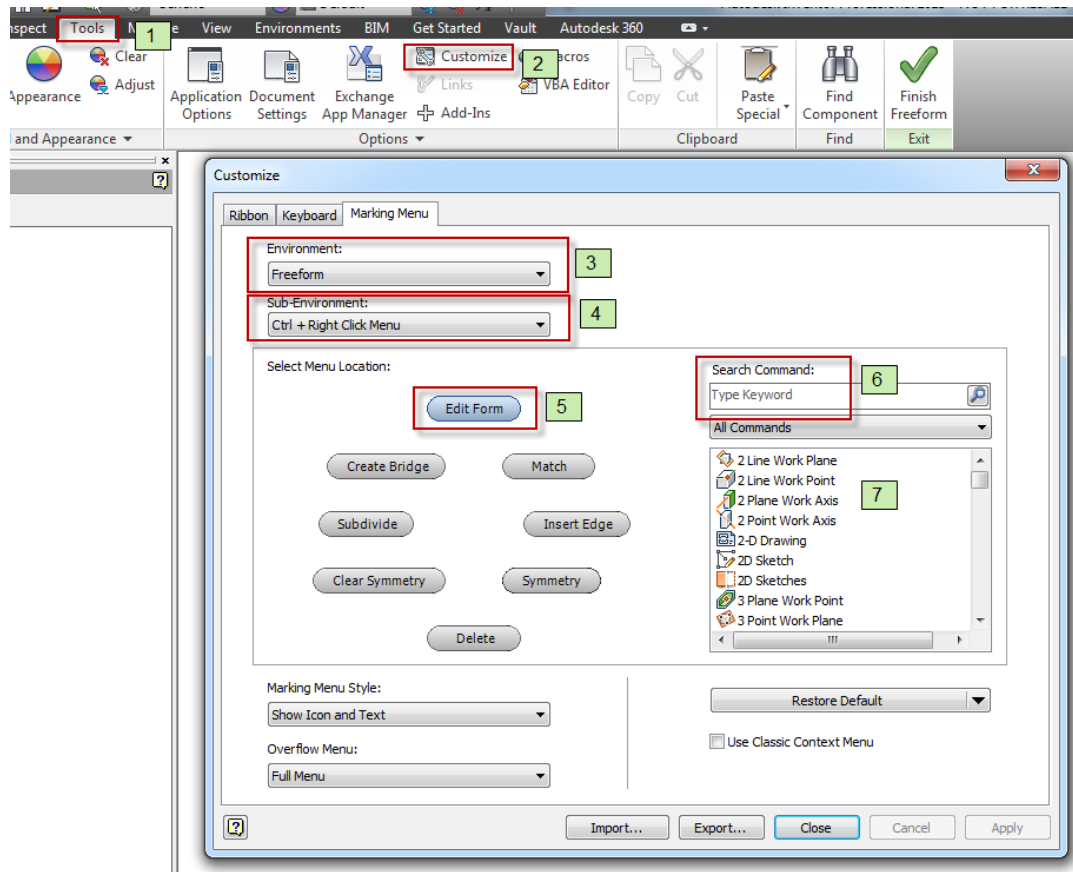 Tools
1
View Environments BIM Get Started Vault Autodesk 360
Clear
Adjust
Appearance
Application Options
Document Settings
Exchange App Manager
Customize
2
Links
Add-Ins
VBA Editor
Copy
Cut
Paste Special
Find Component
Finish Freeform
and Appearance
Options
Clipboard
Find
Exit
Customize
Ribbon Keyboard Marking Menu
Environment:
3
Freeform
Sub-Environment:
4
Ctrl + Right Click Menu
Select Menu Location:
Edit Form
5
Create Bridge
Match
Subdivide
Insert Edge
Clear Symmetry
Symmetry
Delete
Search Command:
6
Type Keyword
All Commands
2 Line Work Plane
2 Line Work Point
7
2 Plane Work Axis
2 Point Work Axis
2-D Drawing
2D Sketch
2D Sketches
3 Plane Work Point
3 Point Work Plane
Marking Menu Style:
Show Icon and Text
Overflow Menu:
Full Menu
Restore Default
Use Classic Context Menu
Import... Export... Close Cancel Apply